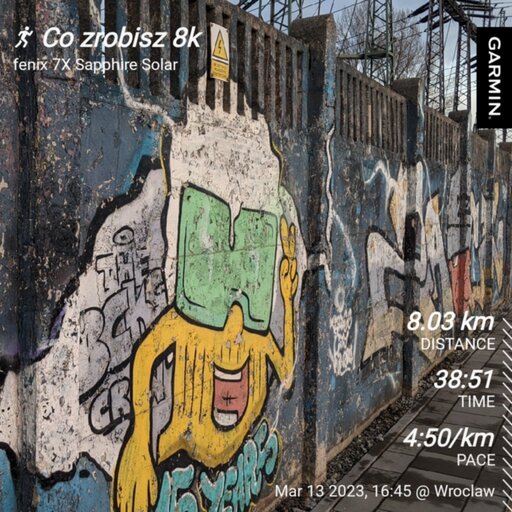 Co zrobisz 8k
fenix 7X Sapphire Solar
GARMIN
8.03 km
DISTANCE
38:51
TIME
4:50/km
PACE
Mar 13 2023, 16:45 @ Wroclaw
15 YEARS